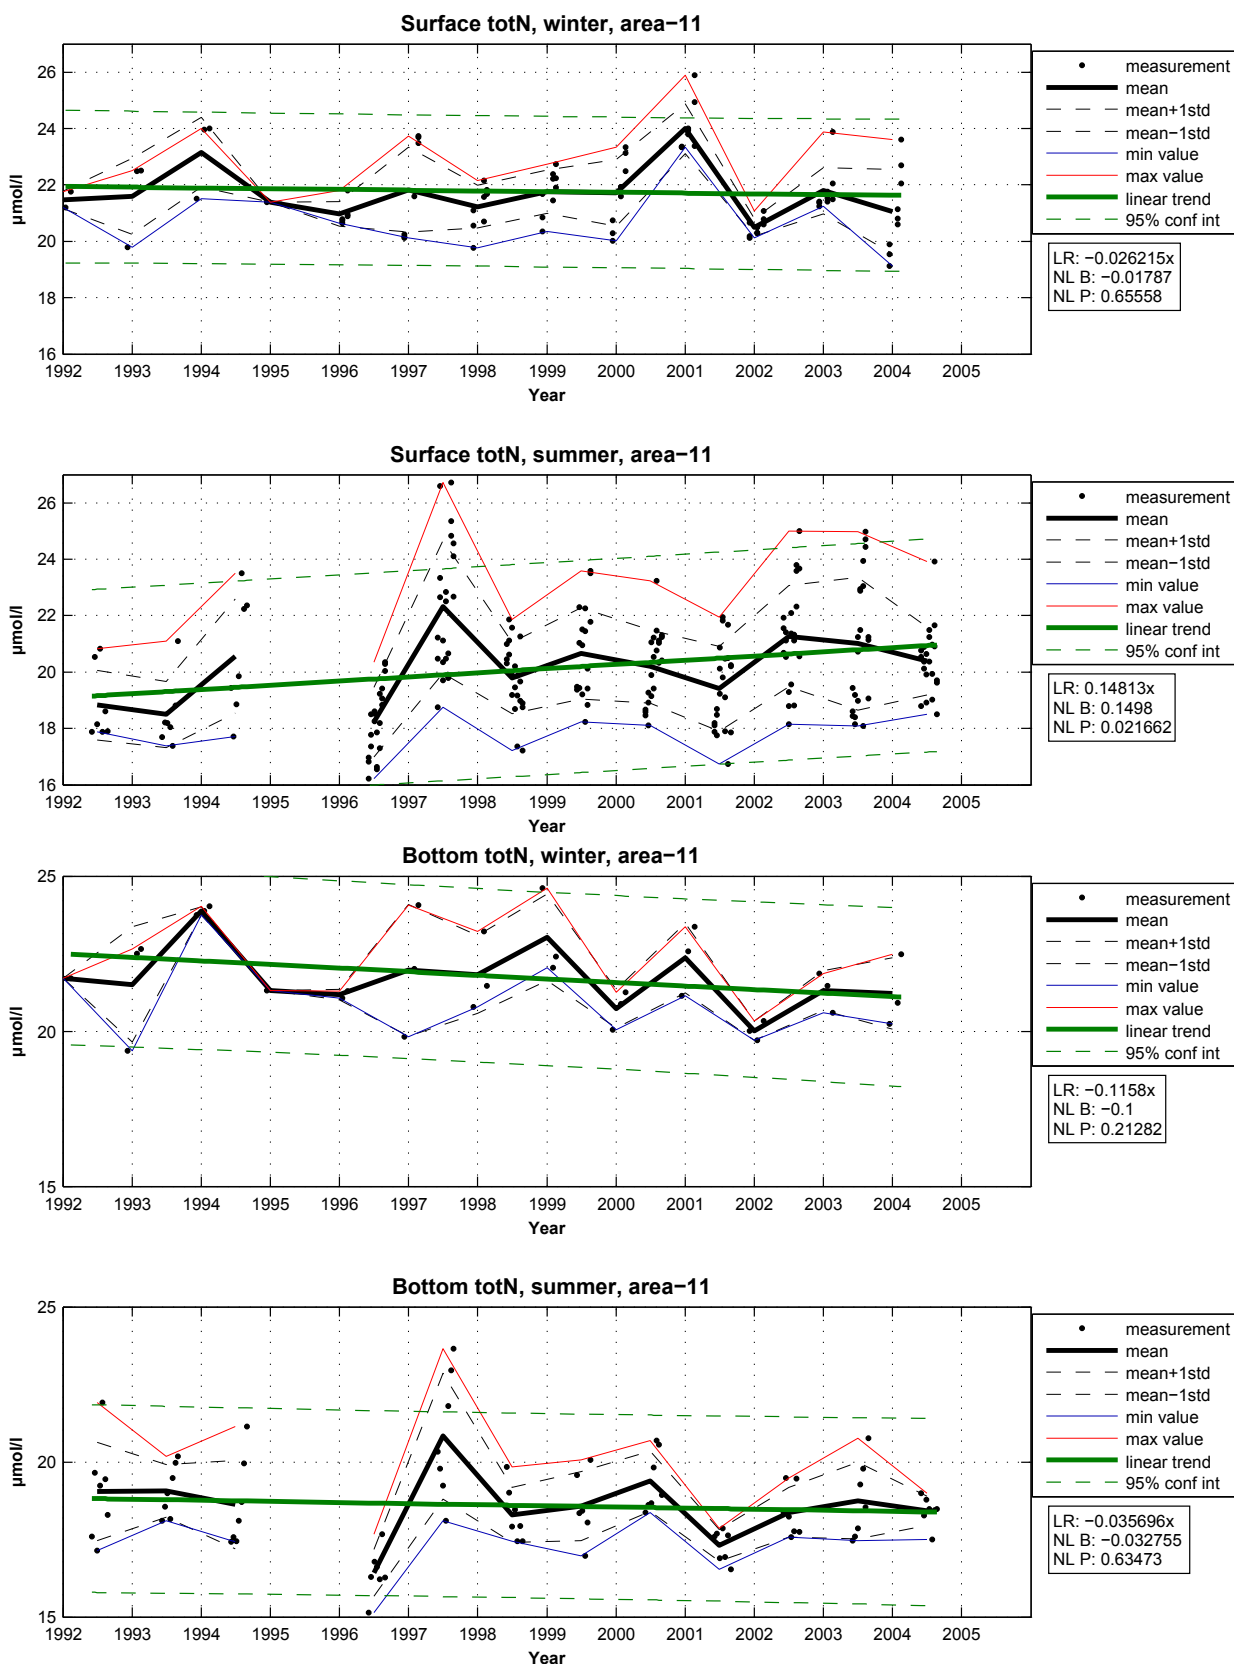 Surface totN, winter, area−11
µmol/l
26
24
22
20
18
16
1992 1993 1994 1995 1996 1997 1998 1999 2000 2001 2002 2003 2004 2005
Year
measurement
mean
mean+1std
mean−1std
min value
max value
linear trend
95% conf int
LR: −0.026215x
NL B: −0.01787
NL P: 0.65558
Surface totN, summer, area−11
µmol/l
26
24
22
20
18
16
1992 1993 1994 1995 1996 1997 1998 1999 2000 2001 2002 2003 2004 2005
Year
measurement
mean
mean+1std
mean−1std
min value
max value
linear trend
95% conf int
LR: 0.14813x
NL B: 0.1498
NL P: 0.021662
Bottom totN, winter, area−11
µmol/l
25
20
15
1992 1993 1994 1995 1996 1997 1998 1999 2000 2001 2002 2003 2004 2005
Year
measurement
mean
mean+1std
mean−1std
min value
max value
linear trend
95% conf int
LR: −0.1158x
NL B: −0.1
NL P: 0.21282
Bottom totN, summer, area−11
µmol/l
25
20
15
1992 1993 1994 1995 1996 1997 1998 1999 2000 2001 2002 2003 2004 2005
Year
measurement
mean
mean+1std
mean−1std
min value
max value
linear trend
95% conf int
LR: −0.035696x
NL B: −0.032755
NL P: 0.63473